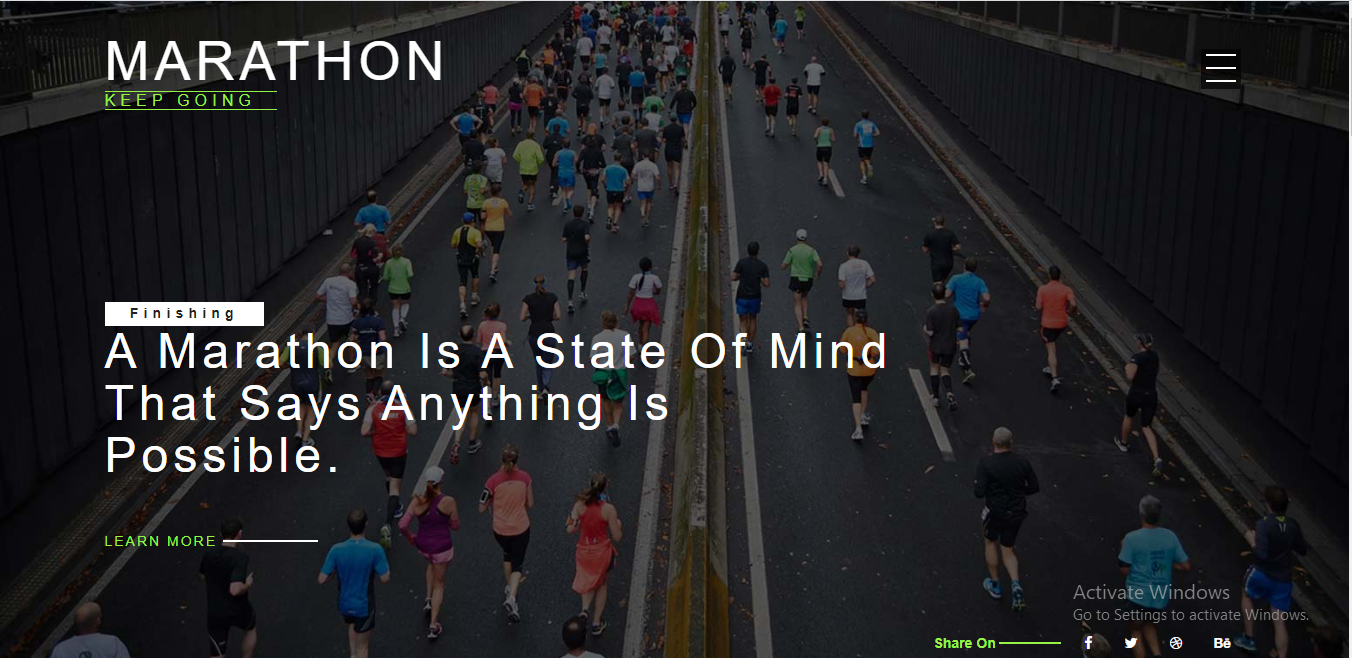 MARATHON
KEEP GOING
Finishing
A Marathon Is A State Of Mind
That Says Anything Is
Possible.
LEARN MORE
Activate Windows
Go to Settings to activate Windows.
Share On
Bē